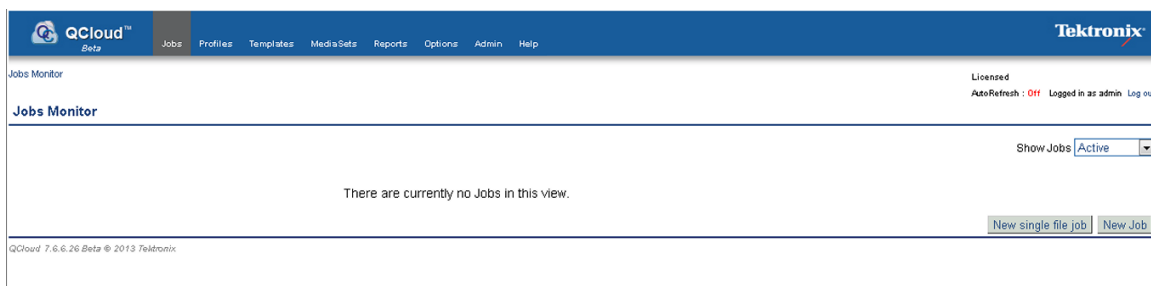 QCloud™
Beta
Jobs Profiles Templates MediaSets Reports Options Admin Help
Tektronix
Jobs Monitor
Licensed
AutoRefresh : Off Logged in as admin Log ou
Jobs Monitor
Show Jobs Active
There are currently no Jobs in this view.
New single file job New Job
QCloud 7.6.6.26 Beta © 2013 Tektronix